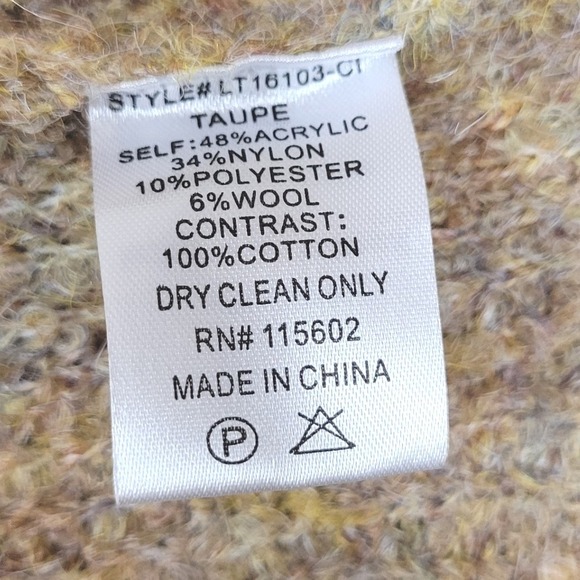 STYLE# LT16103-CI
TAUPE
SELF:48%ACRYLIC
34%NYLON
10%POLYESTER
6%WOOL
CONTRAST:
100%COTTON
DRY CLEAN ONLY
RN# 115602
MADE IN CHINA
P